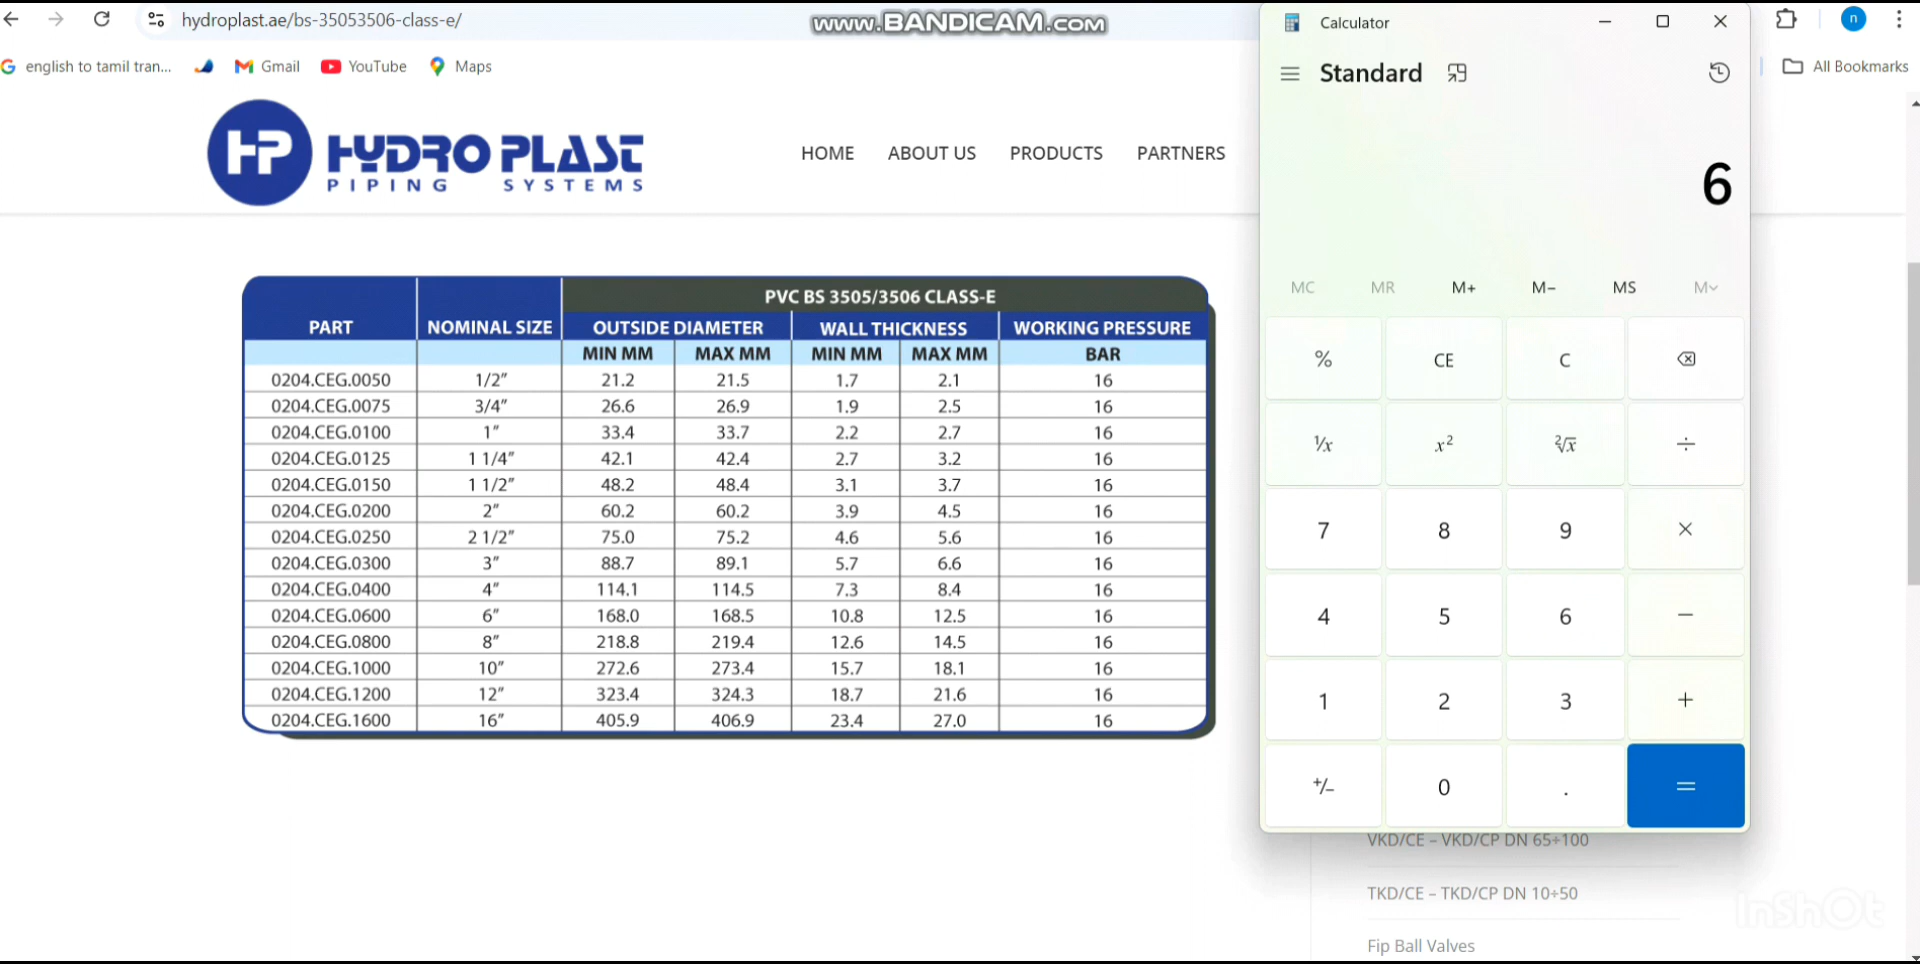 hydroplast.ae/bs-35053506-class-e/
www.BANDICAM.com
n
english to tamil tran...
Gmail
YouTube
Maps
All Bookmarks
HP
HYDRO PLAST
PIPING SYSTEMS
HOME ABOUT US PRODUCTS PARTNERS
PVC BS 3505/3506 CLASS-E
PART NOMINAL SIZE OUTSIDE DIAMETER WALL THICKNESS WORKING PRESSURE
MIN MM MAX MM MIN MM MAX MM BAR
0204.CEG.0050 1/2″ 21.2 21.5 1.7 2.1 16
0204.CEG.0075 3/4″ 26.6 26.9 1.9 2.5 16
0204.CEG.0100 1″ 33.4 33.7 2.2 2.7 16
0204.CEG.0125 1 1/4″ 42.1 42.4 2.7 3.2 16
0204.CEG.0150 1 1/2″ 48.2 48.4 3.1 3.7 16
0204.CEG.0200 2″ 60.2 60.2 3.9 4.5 16
0204.CEG.0250 2 1/2″ 75.0 75.2 4.6 5.6 16
0204.CEG.0300 3″ 88.7 89.1 5.7 6.6 16
0204.CEG.0400 4″ 114.1 114.5 7.3 8.4 16
0204.CEG.0600 6″ 168.0 168.5 10.8 12.5 16
0204.CEG.0800 8″ 218.8 219.4 12.6 14.5 16
0204.CEG.1000 10″ 272.6 273.4 15.7 18.1 16
0204.CEG.1200 12″ 323.4 324.3 18.7 21.6 16
0204.CEG.1600 16″ 405.9 406.9 23.4 27.0 16
Calculator
Standard
6
MC MR M+ M− MS M˅
% CE C
¹/x x² ²√x ÷
7 8 9 ×
4 5 6 −
1 2 3 +
+/− 0 . =
VKD/CE – VKD/CP DN 65÷100
TKD/CE – TKD/CP DN 10÷50
Fip Ball Valves
InShOt